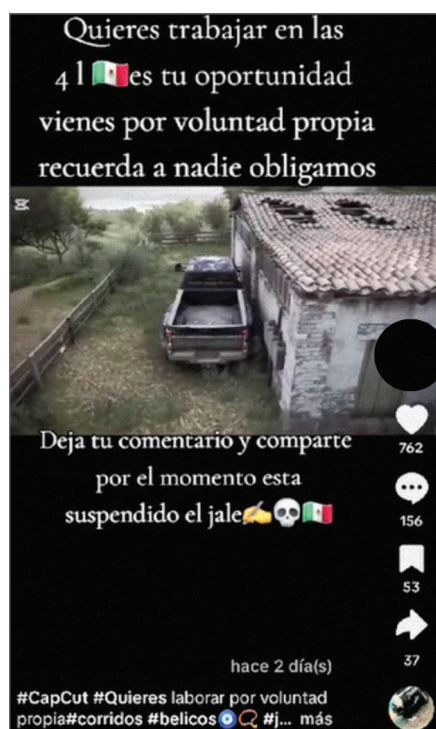 Quieres trabajar en las
4 l 🇲🇽es tu oportunidad
vienes por voluntad propia
recuerda a nadie obligamos
Deja tu comentario y comparte
por el momento esta
suspendido el jale✍️💀🇲🇽
762
156
53
37
hace 2 día(s)
#CapCut #Quieres laborar por voluntad
propia#corridos #belicos🧿📿 #j... más